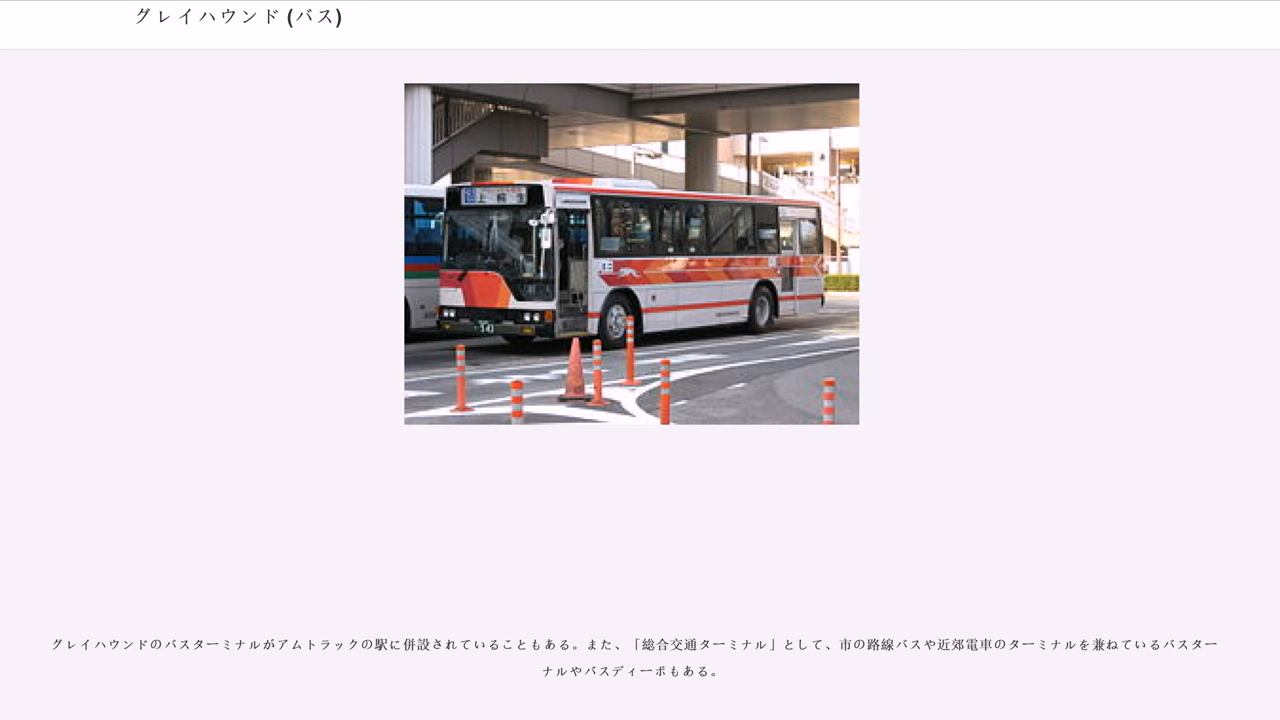 グレイハウンド (バス)
グレイハウンドのバスターミナルがアムトラックの駅に併設されていることもある。また、「総合交通ターミナル」として、市の路線バスや近郊電車のターミナルを兼ねているバスター
ナルやバスディーポもある。